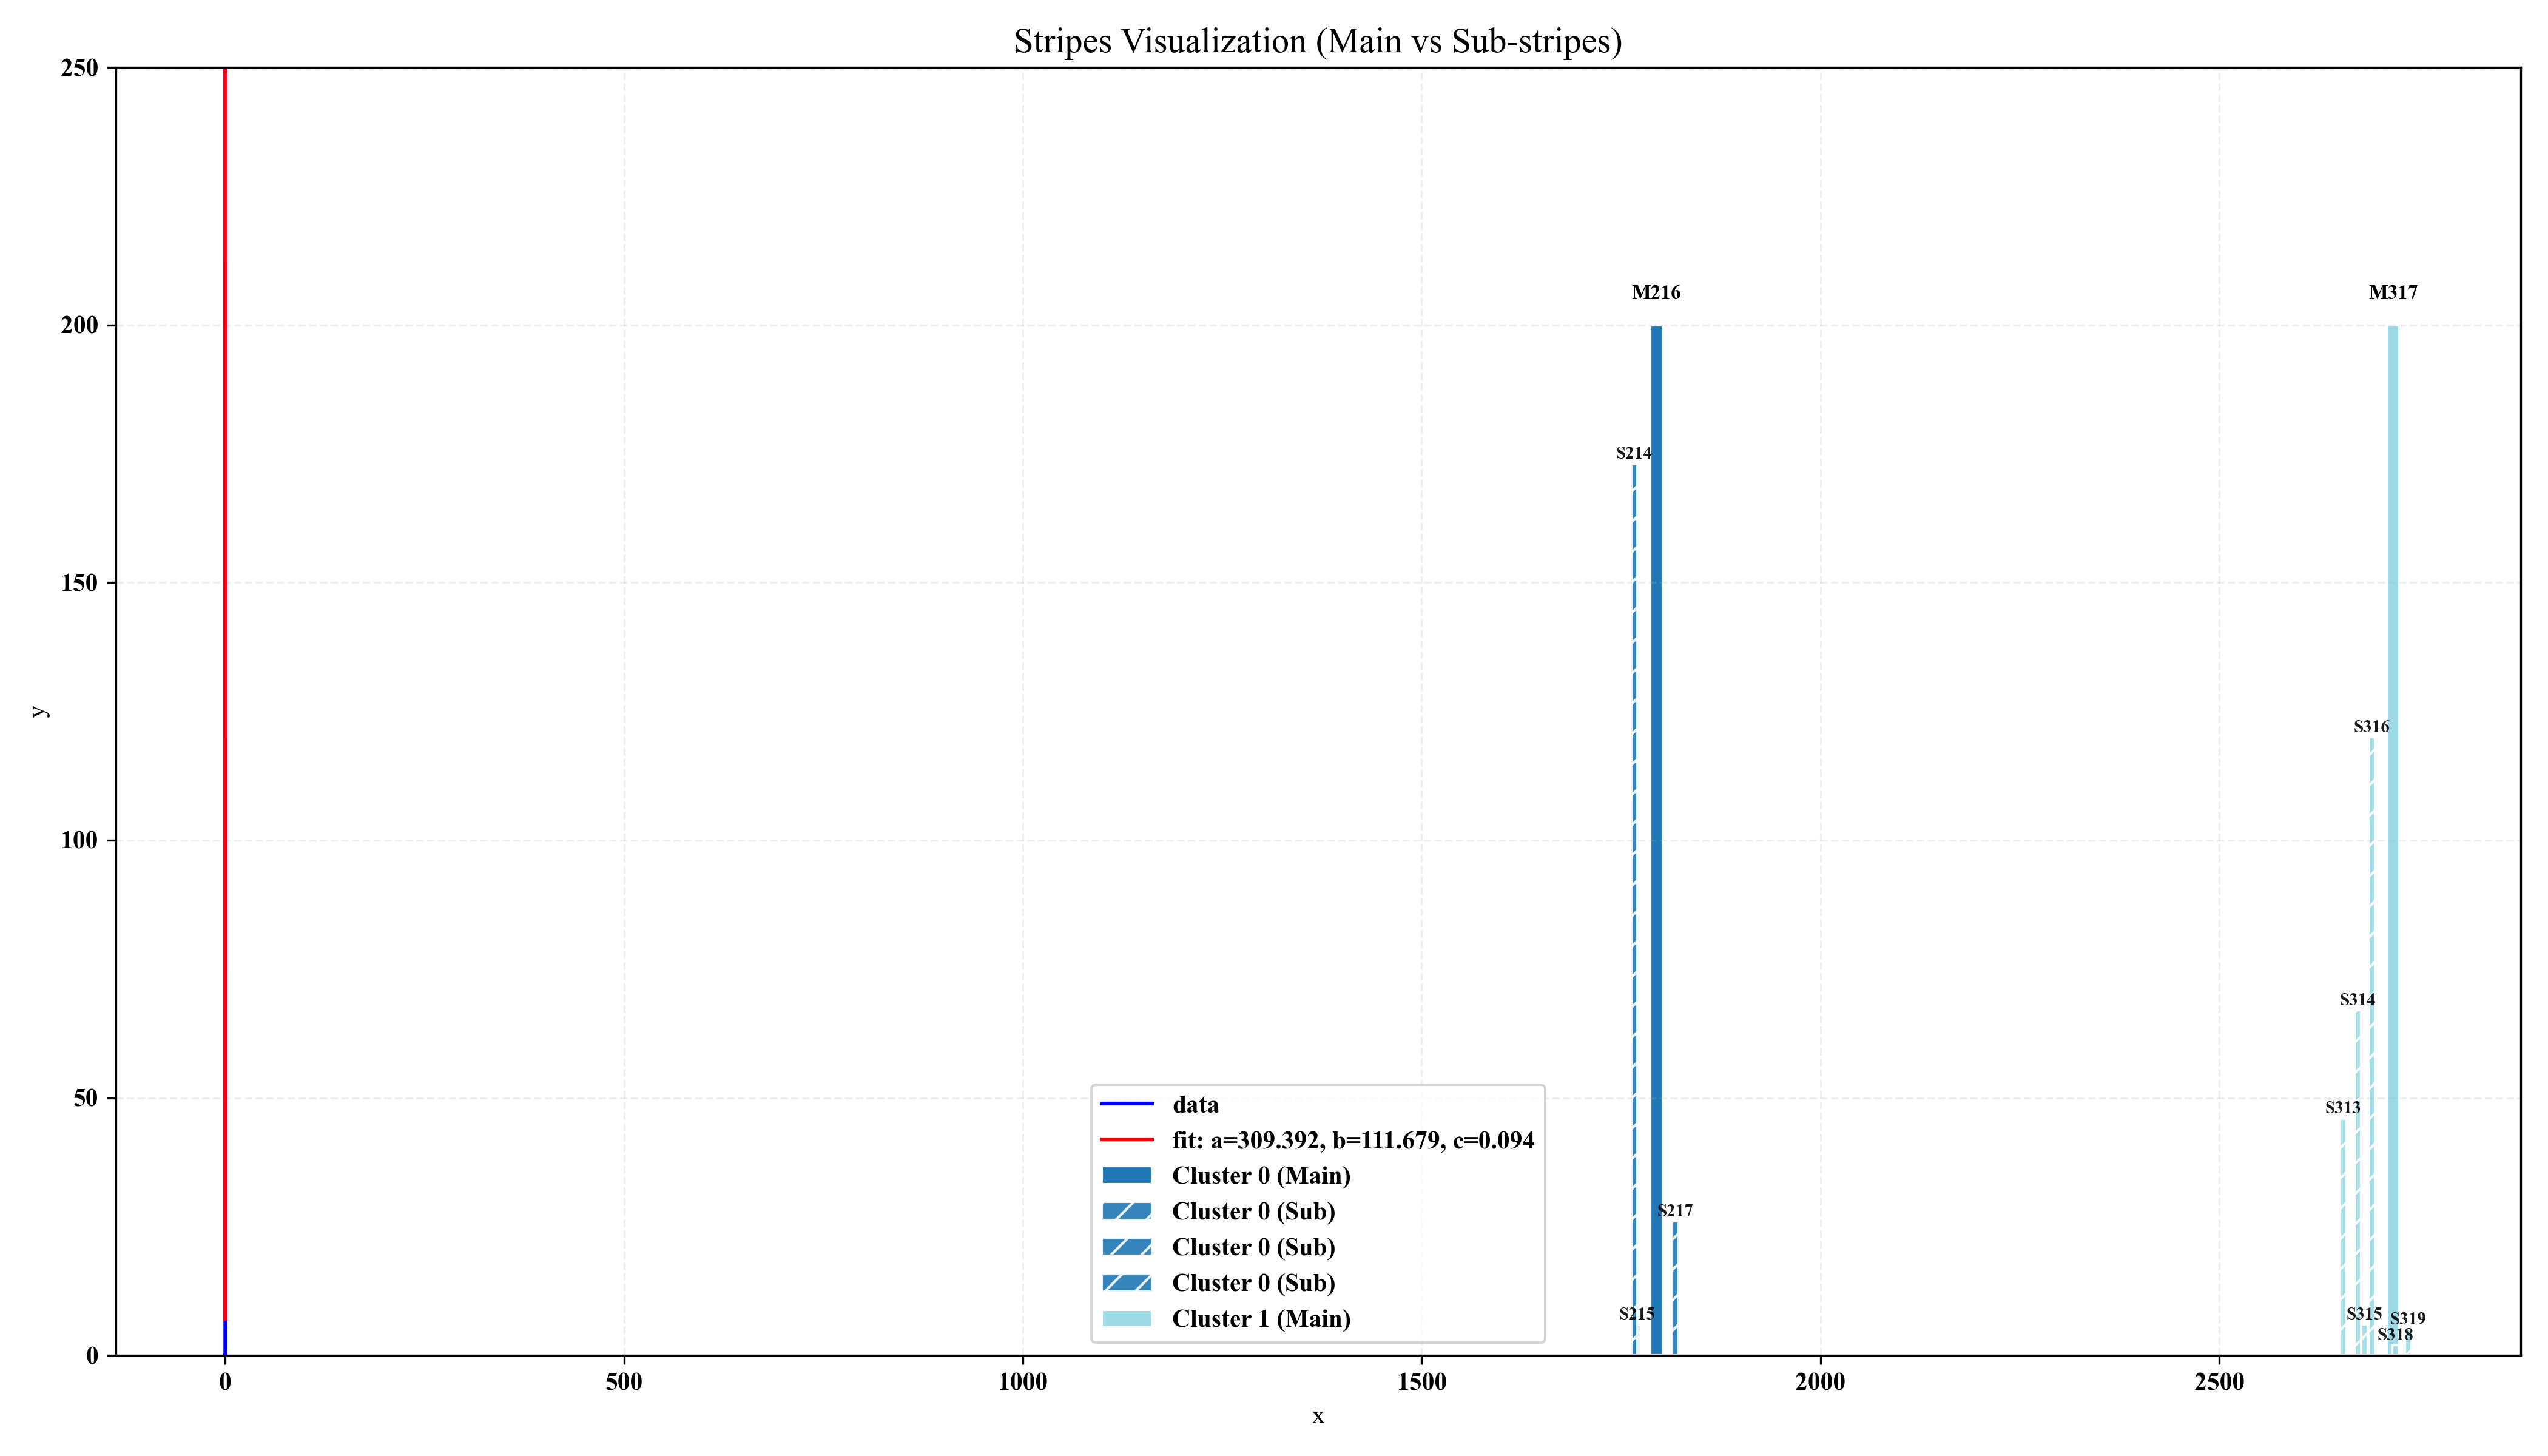 Stripes Visualization (Main vs Sub-stripes)
250
200
150
100
50
0
y
M216
M317
S214
S316
S314
S313
S217
S215
S315
S319
S318
data
fit: a=309.392, b=111.679, c=0.094
Cluster 0 (Main)
Cluster 0 (Sub)
Cluster 0 (Sub)
Cluster 0 (Sub)
Cluster 1 (Main)
0
500
1000
1500
2000
2500
x